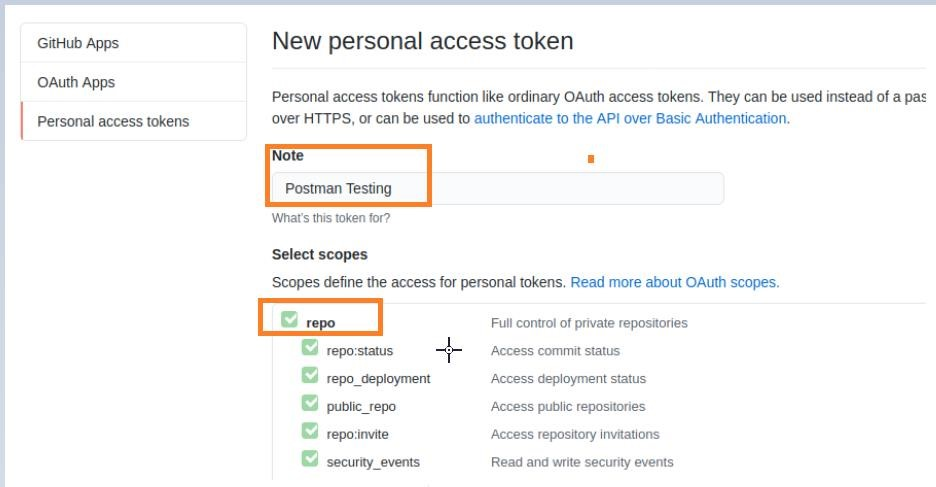 GitHub Apps
OAuth Apps
Personal access tokens
New personal access token
Personal access tokens function like ordinary OAuth access tokens. They can be used instead of a
over HTTPS, or can be used to authenticate to the API over Basic Authentication.
Note
Postman Testing
What's this token for?
Select scopes
Scopes define the access for personal tokens. Read more about OAuth scopes.
repo Full control of private repositories
repo:status Access commit status
repo_deployment Access deployment status
public_repo Access public repositories
repo:invite Access repository invitations
security_events Read and write security events